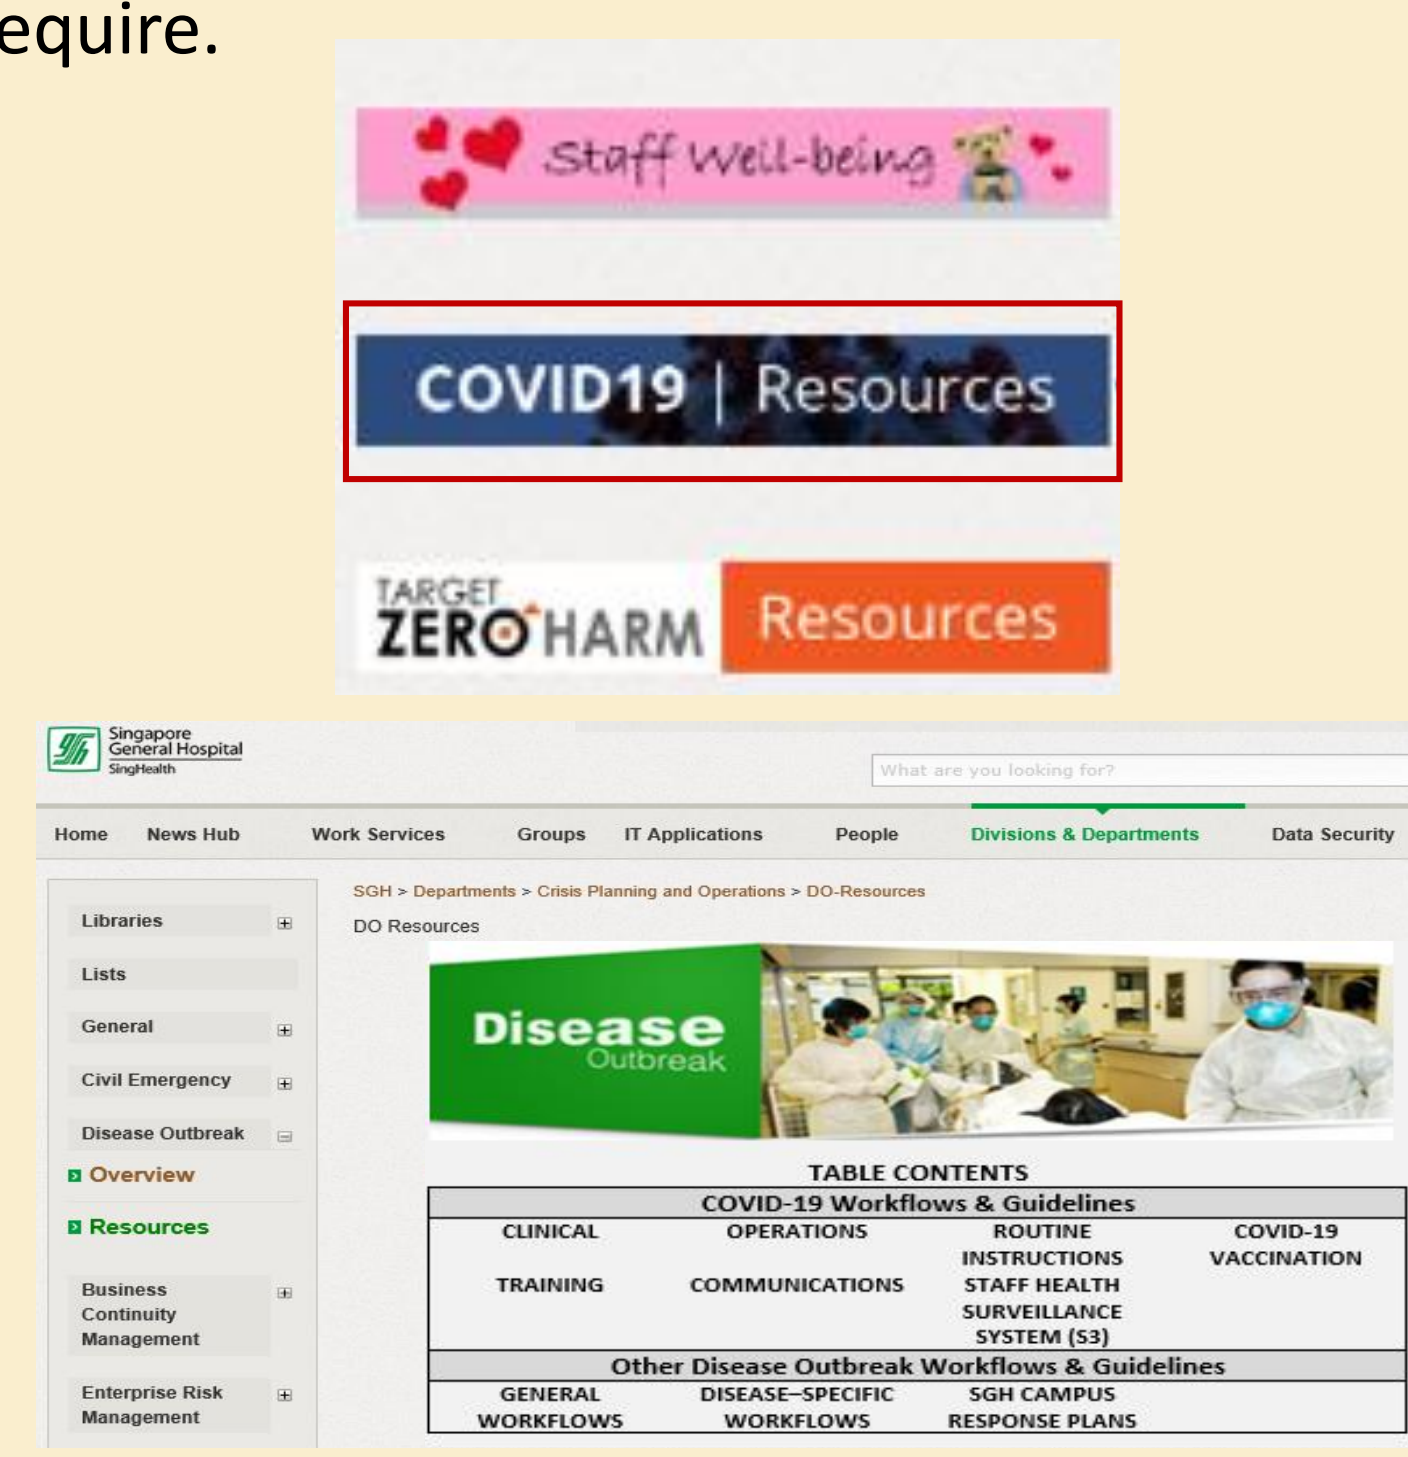 equire.
Staff Well-being
COVID19 | Resources
TARGET
ZERO HARM Resources
Singapore
General Hospital
SingHealth
What are you looking for?
Home News Hub Work Services Groups IT Applications People Divisions & Departments Data Security
SGH > Departments > Crisis Planning and Operations > DO-Resources
DO Resources
Libraries
Lists
General
Civil Emergency
Disease Outbreak
Overview
Resources
Business
Continuity
Management
Enterprise Risk
Management
Disease
Outbreak
TABLE CONTENTS
COVID-19 Workflows & Guidelines
CLINICAL OPERATIONS ROUTINE COVID-19
INSTRUCTIONS VACCINATION
TRAINING COMMUNICATIONS STAFF HEALTH
SURVEILLANCE
SYSTEM (S3)
Other Disease Outbreak Workflows & Guidelines
GENERAL DISEASE–SPECIFIC SGH CAMPUS
WORKFLOWS WORKFLOWS RESPONSE PLANS